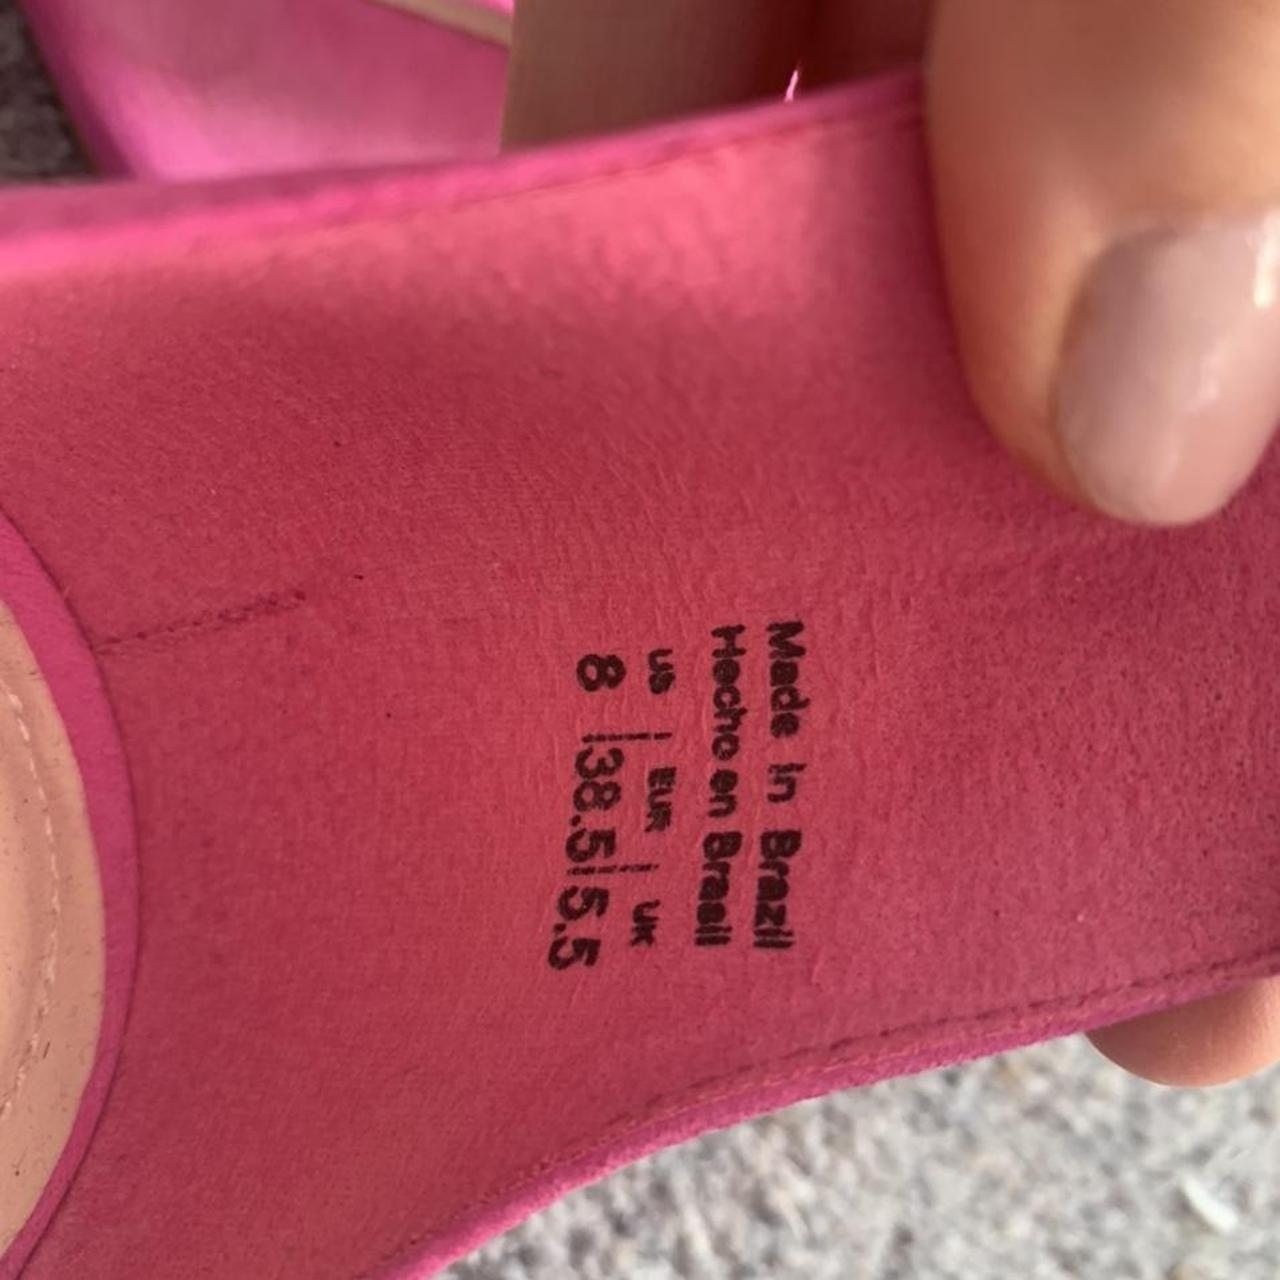 Made in Brazil
Hecho en Brasil
US | EUR | UK
8 |38.5|5.5